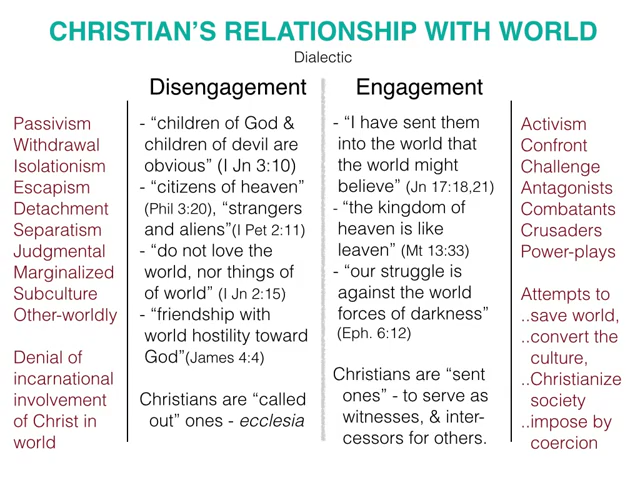 CHRISTIAN'S RELATIONSHIP WITH WORLD
Dialectic
Disengagement
Engagement
Passivism
Withdrawal
Isolationism
Escapism
Detachment
Separatism
Judgmental
Marginalized
Subculture
Other-worldly
Denial of
incarnational
involvement
of Christ in
world
- “children of God &
children of devil are
obvious” (I Jn 3:10)
- “citizens of heaven”
(Phil 3:20), “strangers
and aliens”(I Pet 2:11)
- “do not love the
world, nor things of
of world” (I Jn 2:15)
- “friendship with
world hostility toward
God”(James 4:4)
Christians are “called
out” ones - ecclesia
- “I have sent them
into the world that
the world might
believe” (Jn 17:18,21)
- “the kingdom of
heaven is like
leaven” (Mt 13:33)
- “our struggle is
against the world
forces of darkness”
(Eph. 6:12)
Christians are “sent
ones” - to serve as
witnesses, & inter-
cessors for others.
Activism
Confront
Challenge
Antagonists
Combatants
Crusaders
Power-plays
Attempts to
..save world,
..convert the
culture,
..Christianize
society
..impose by
coercion